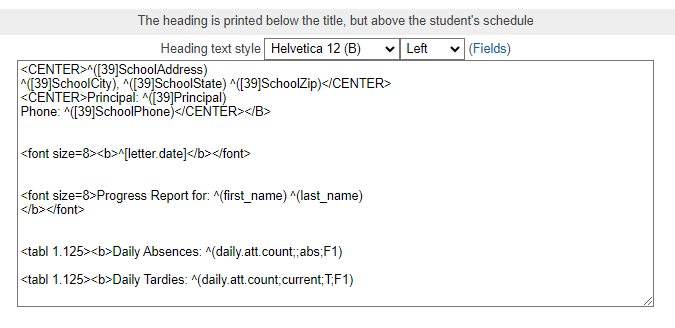 The heading is printed below the title, but above the student's schedule
Heading text style Helvetica 12 (B) Left (Fields)
<CENTER>^([39]SchoolAddress)
^([39]SchoolCity), ^([39]SchoolState) ^([39]SchoolZip)</CENTER>
<CENTER>Principal: ^([39]Principal)
Phone: ^([39]SchoolPhone)</CENTER></B>
<font size=8><b>^[letter.date]</b></font>
<font size=8>Progress Report for: ^(first_name) ^(last_name)
</b></font>
<tabl 1.125><b>Daily Absences: ^(daily.att.count;;abs;F1)
<tabl 1.125><b>Daily Tardies: ^(daily.att.count;current;T;F1)